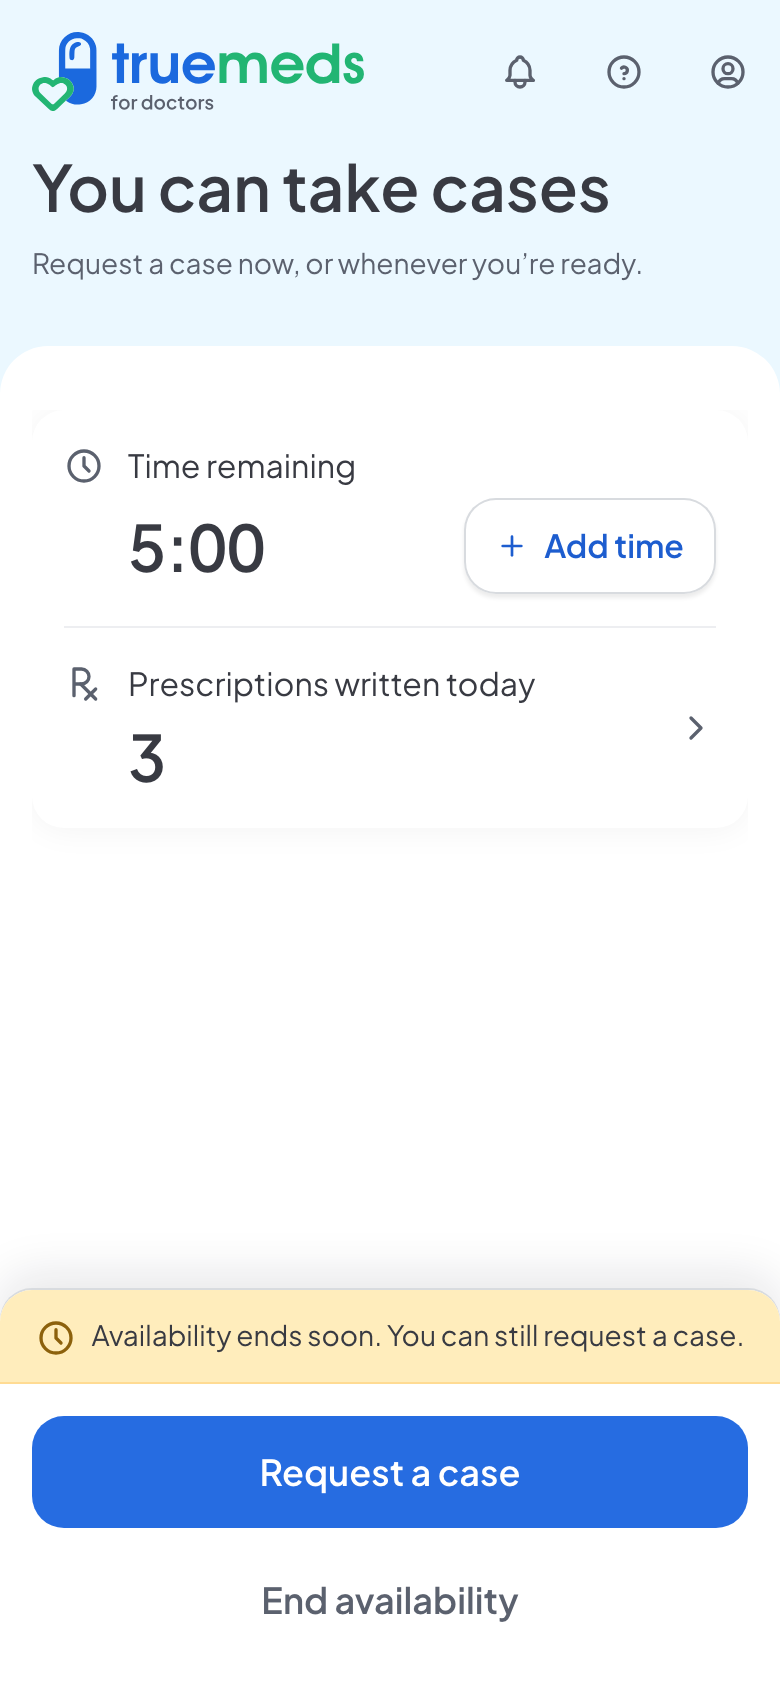 truemeds
for doctors
You can take cases
Request a case now, or whenever you’re ready.
Time remaining
5:00
+ Add time
Rx
Prescriptions written today
3
Availability ends soon. You can still request a case.
Request a case
End availability